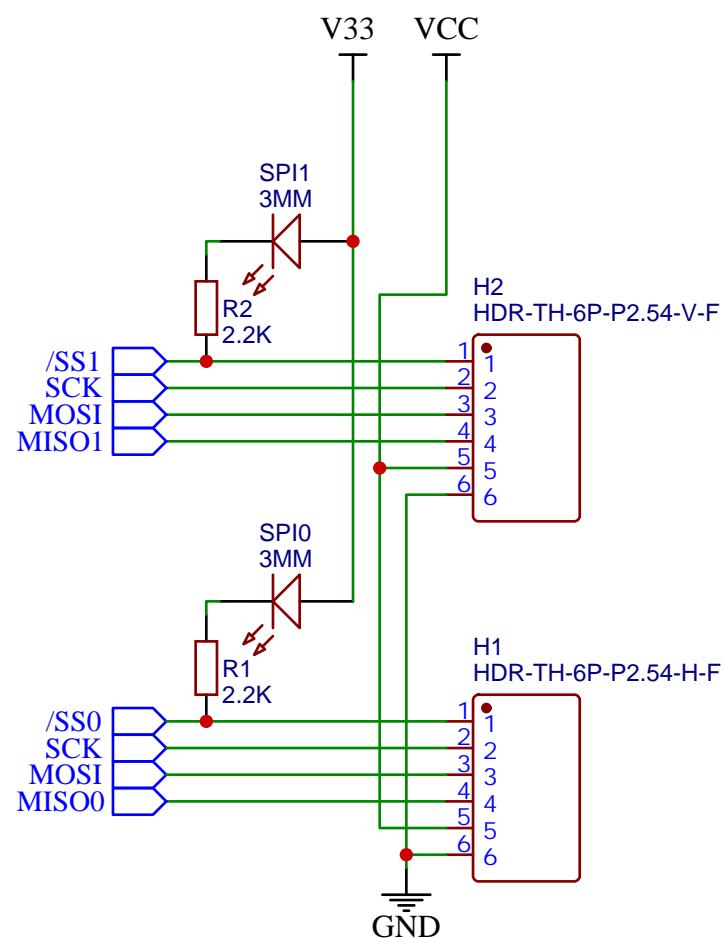 V33 VCC
SPI1
3MM
R2
2.2K
H2
HDR-TH-6P-P2.54-V-F
/SS1 1 1
SCK 2 2
MOSI 3 3
MISO1 4 4
5 5
6 6
SPI0
3MM
R1
2.2K
H1
HDR-TH-6P-P2.54-H-F
/SS0 1 1
SCK 2 2
MOSI 3 3
MISO0 4 4
5 5
6 6
GND